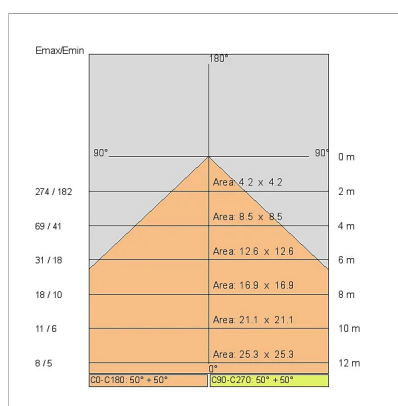 Emax/Emin
180°
90° 90° 0 m
Area: 4.2 x 4.2
274 / 182 2 m
Area: 8.5 x 8.5
69 / 41 4 m
Area: 12.6 x 12.6
31 / 18 6 m
Area: 16.9 x 16.9
18 / 10 8 m
Area: 21.1 x 21.1
11 / 6 10 m
Area: 25.3 x 25.3
8 / 5 12 m
0°
C0-C180: 50° + 50° C90-C270: 50° + 50°